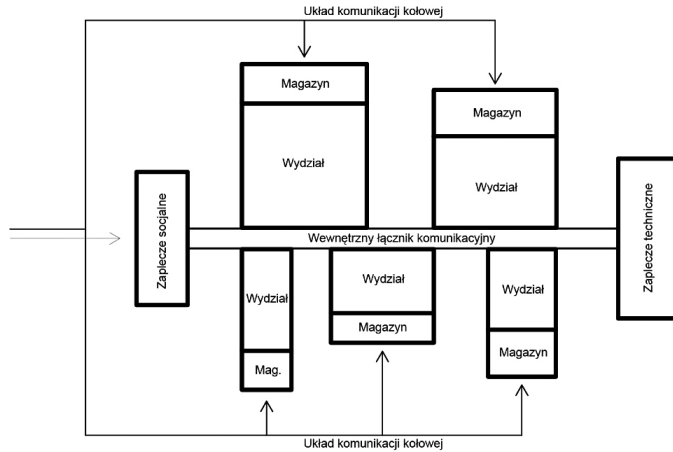 Układ komunikacji kołowej
Magazyn
Magazyn
Wydział
Wydział
Zaplecze socjalne
Zaplecze techniczne
Wewnętrzny łącznik komunikacyjny
Wydział
Wydział
Wydział
Magazyn
Magazyn
Mag.
Układ komunikacji kołowej